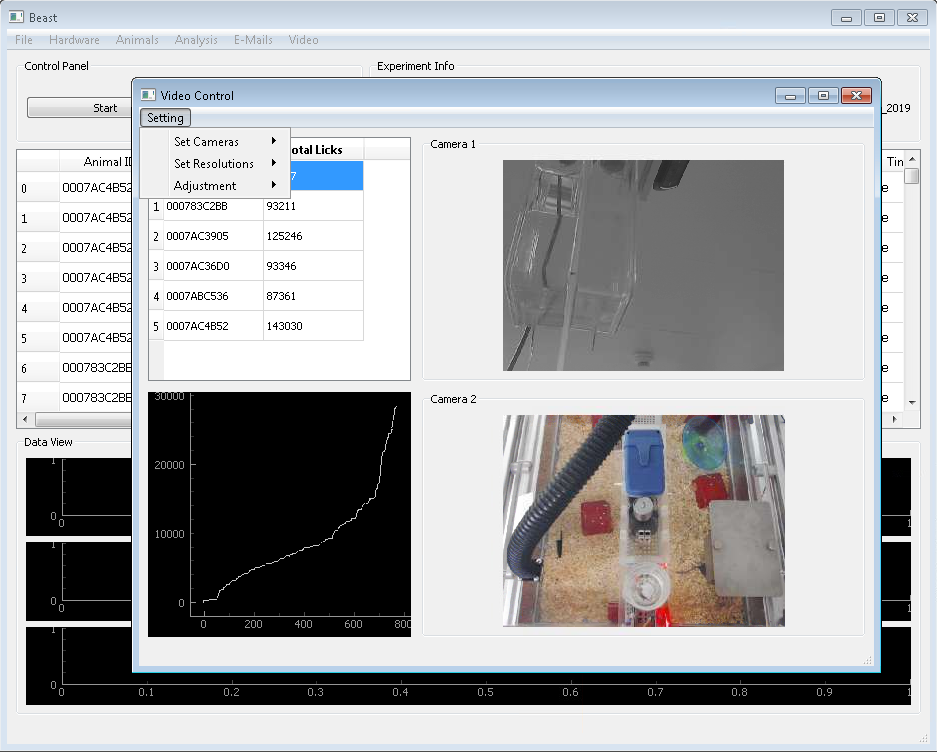 Beast
File Hardware Animals Analysis E-Mails Video
Control Panel
Experiment Info
Start
_2019
Video Control
Setting
Set Cameras
Set Resolutions
Adjustment
otal Licks
7
1 000783C2BB 93211
2 0007AC3905 125246
3 0007AC36D0 93346
4 0007ABC536 87361
5 0007AC4B52 143030
Camera 1
Camera 2
Animal ID
Tim
0 0007AC4B52 e
1 0007AC4B52 e
2 0007AC4B52 e
3 0007AC4B52 e
4 0007AC4B52 e
5 0007AC4B52 e
6 000783C2BB e
7 000783C2BB e
30000
20000
10000
0
0 200 400 600 800
Data View
1
0
0 1
1
0
0 1
1
0
0 0.1 0.2 0.3 0.4 0.5 0.6 0.7 0.8 0.9 1